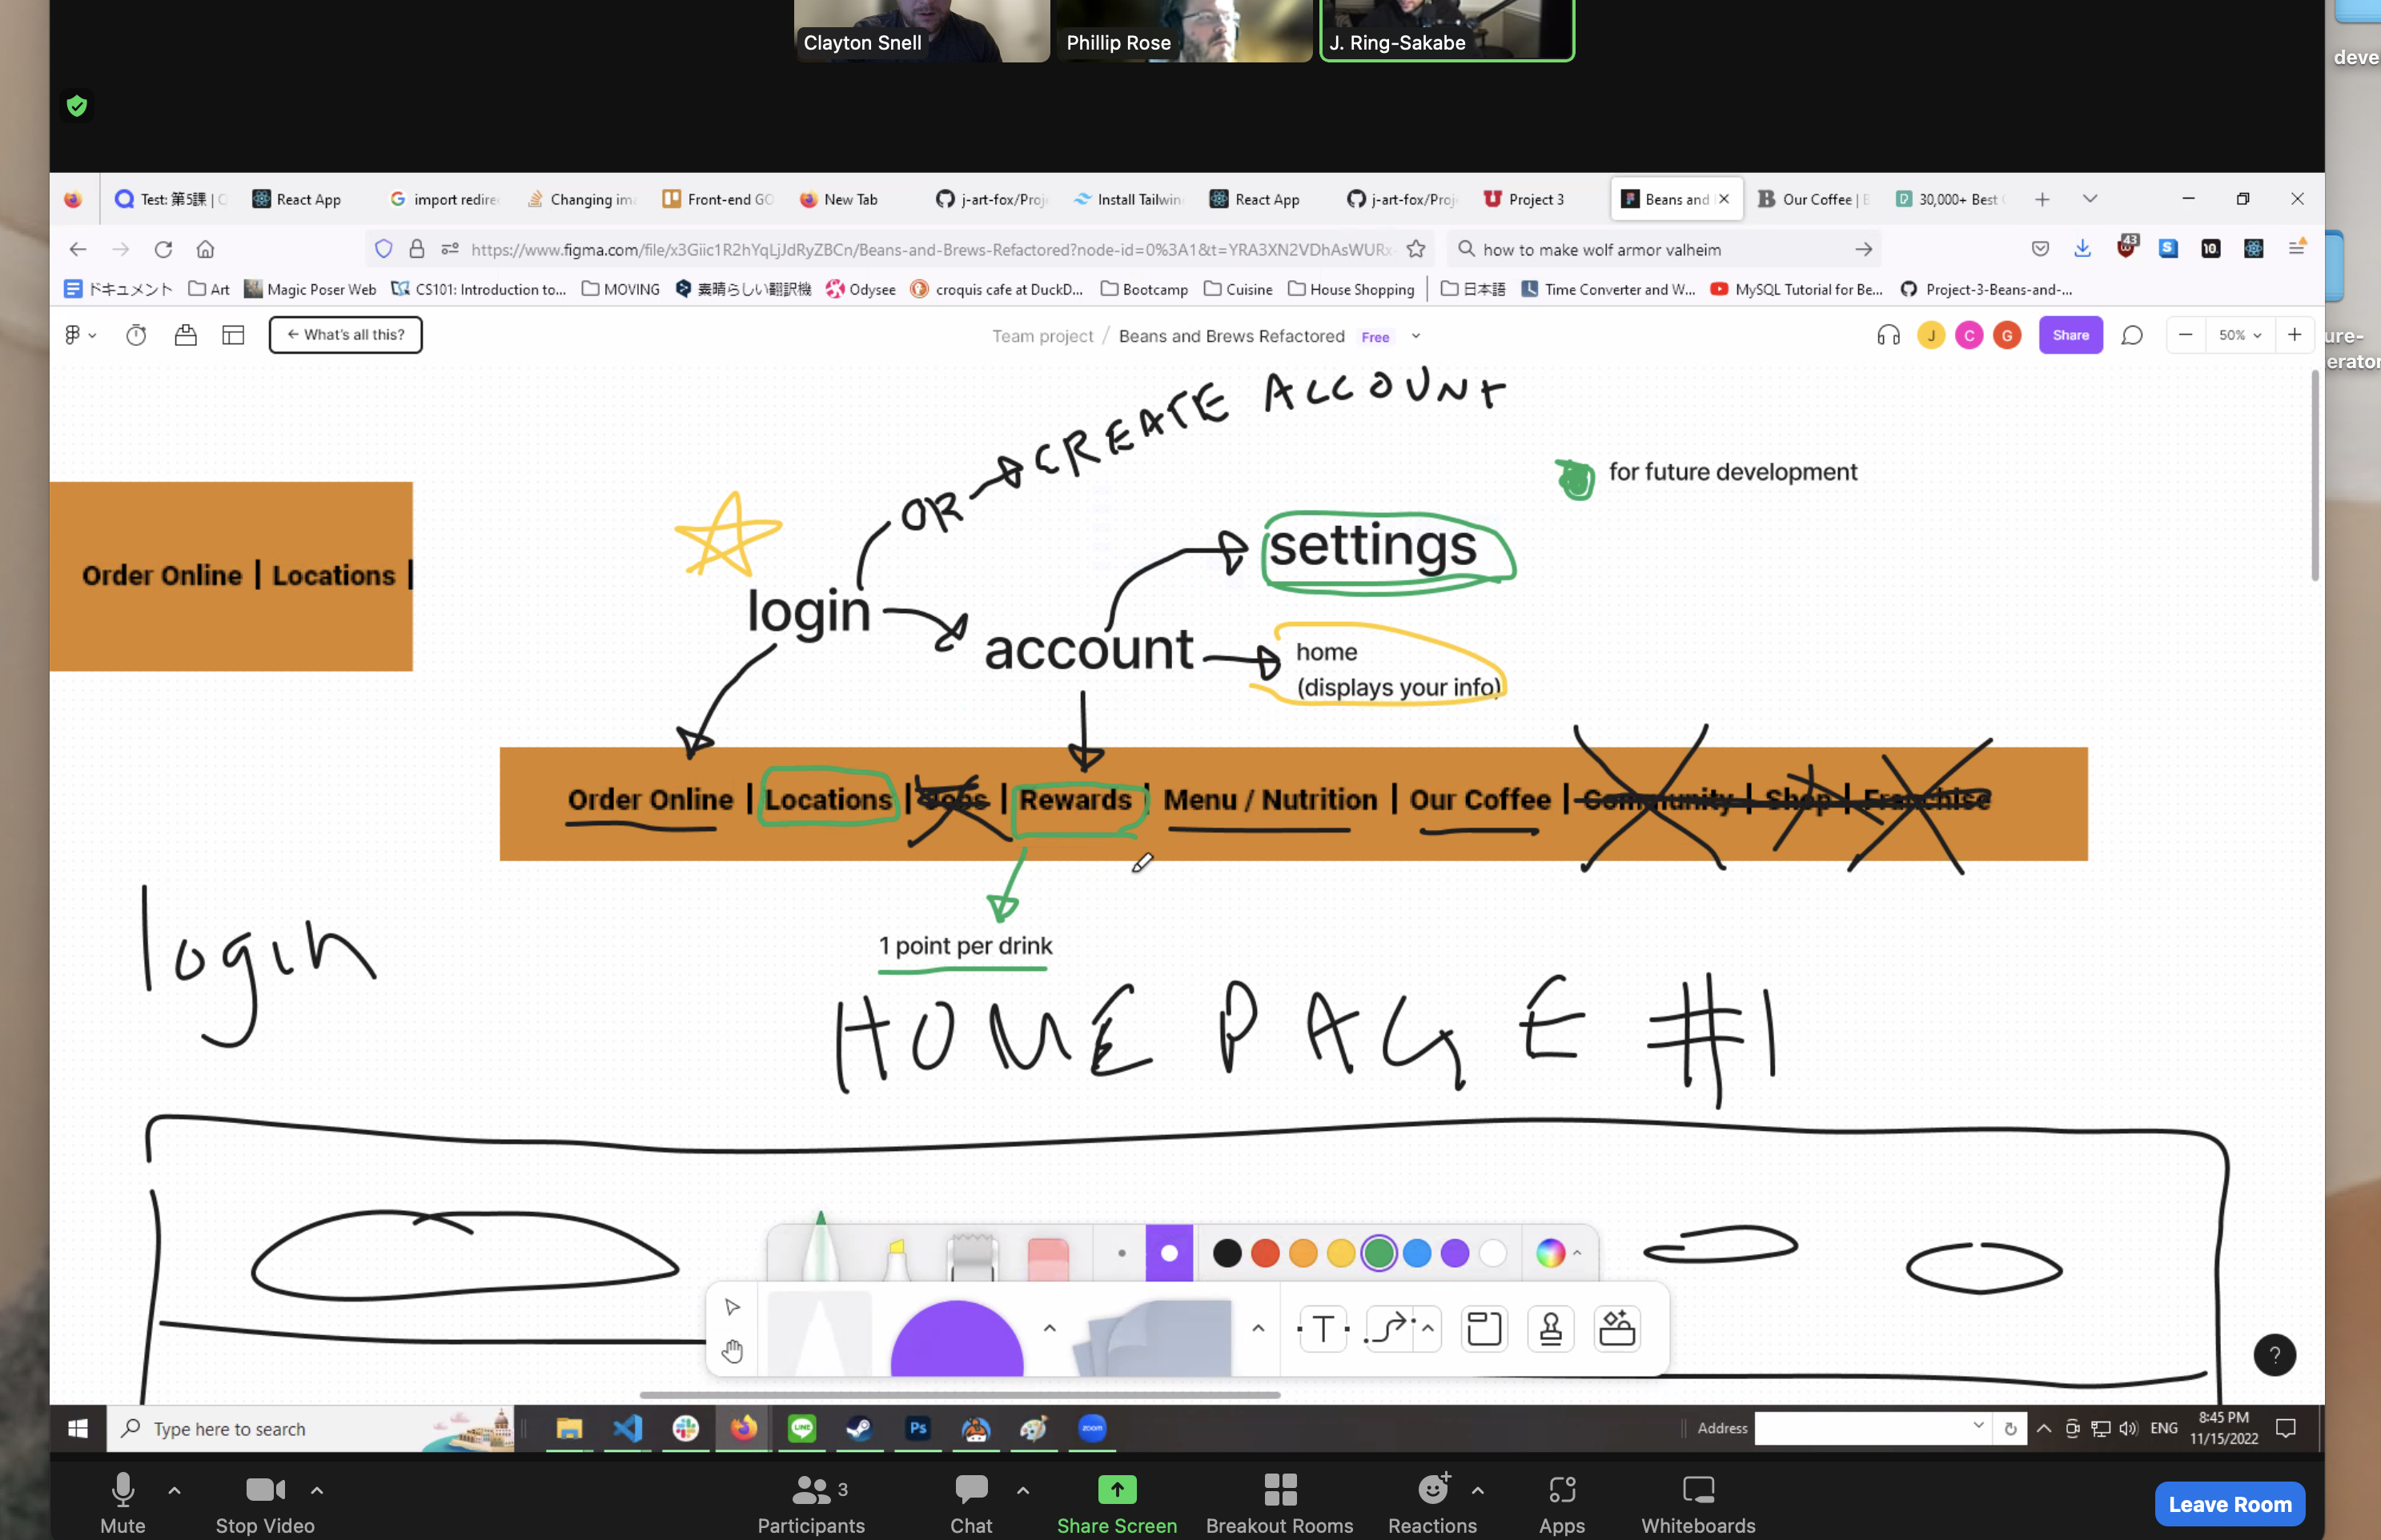 Clayton Snell
Phillip Rose
J. Ring-Sakabe
deve
Test: 第5課 | Q
React App
import redire
Changing im
Front-end GO
New Tab
j-art-fox/Proj
Install Tailwin
React App
j-art-fox/Proj
Project 3
Beans and
Our Coffee | B
30,000+ Best
https://www.figma.com/file/x3Giic1R2hYqLjJdRyZBCn/Beans-and-Brews-Refactored?node-id=0%3A1&t=YRA3XN2VDhAsWURx-
how to make wolf armor valheim
43
10
ドキュメント
Art
Magic Poser Web
CS101: Introduction to...
MOVING
素晴らしい翻訳機
Odysee
croquis cafe at DuckD...
Bootcamp
Cuisine
House Shopping
日本語
Time Converter and W...
MySQL Tutorial for Be...
Project-3-Beans-and-...
← What's all this?
Team project / Beans and Brews Refactored Free
J
C
G
Share
50%
ure-
erator
OR CREATE ACCOUNT
for future development
settings
Order Online | Locations |
login
account
home
(displays your info)
Order Online | Locations | Jobs | Rewards | Menu / Nutrition | Our Coffee | Community | Shop | Franchise
1 point per drink
login
HOME PAGE #1
T
?
Type here to search
LINE
Ps
zoom
Address
ENG
8:45 PM
11/15/2022
Mute
Stop Video
3
Participants
Chat
Share Screen
Breakout Rooms
Reactions
Apps
Whiteboards
Leave Room